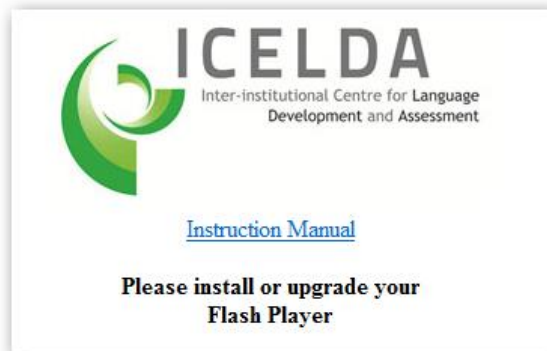 ICELDA
Inter-institutional Centre for Language
Development and Assessment
Instruction Manual
Please install or upgrade your
Flash Player